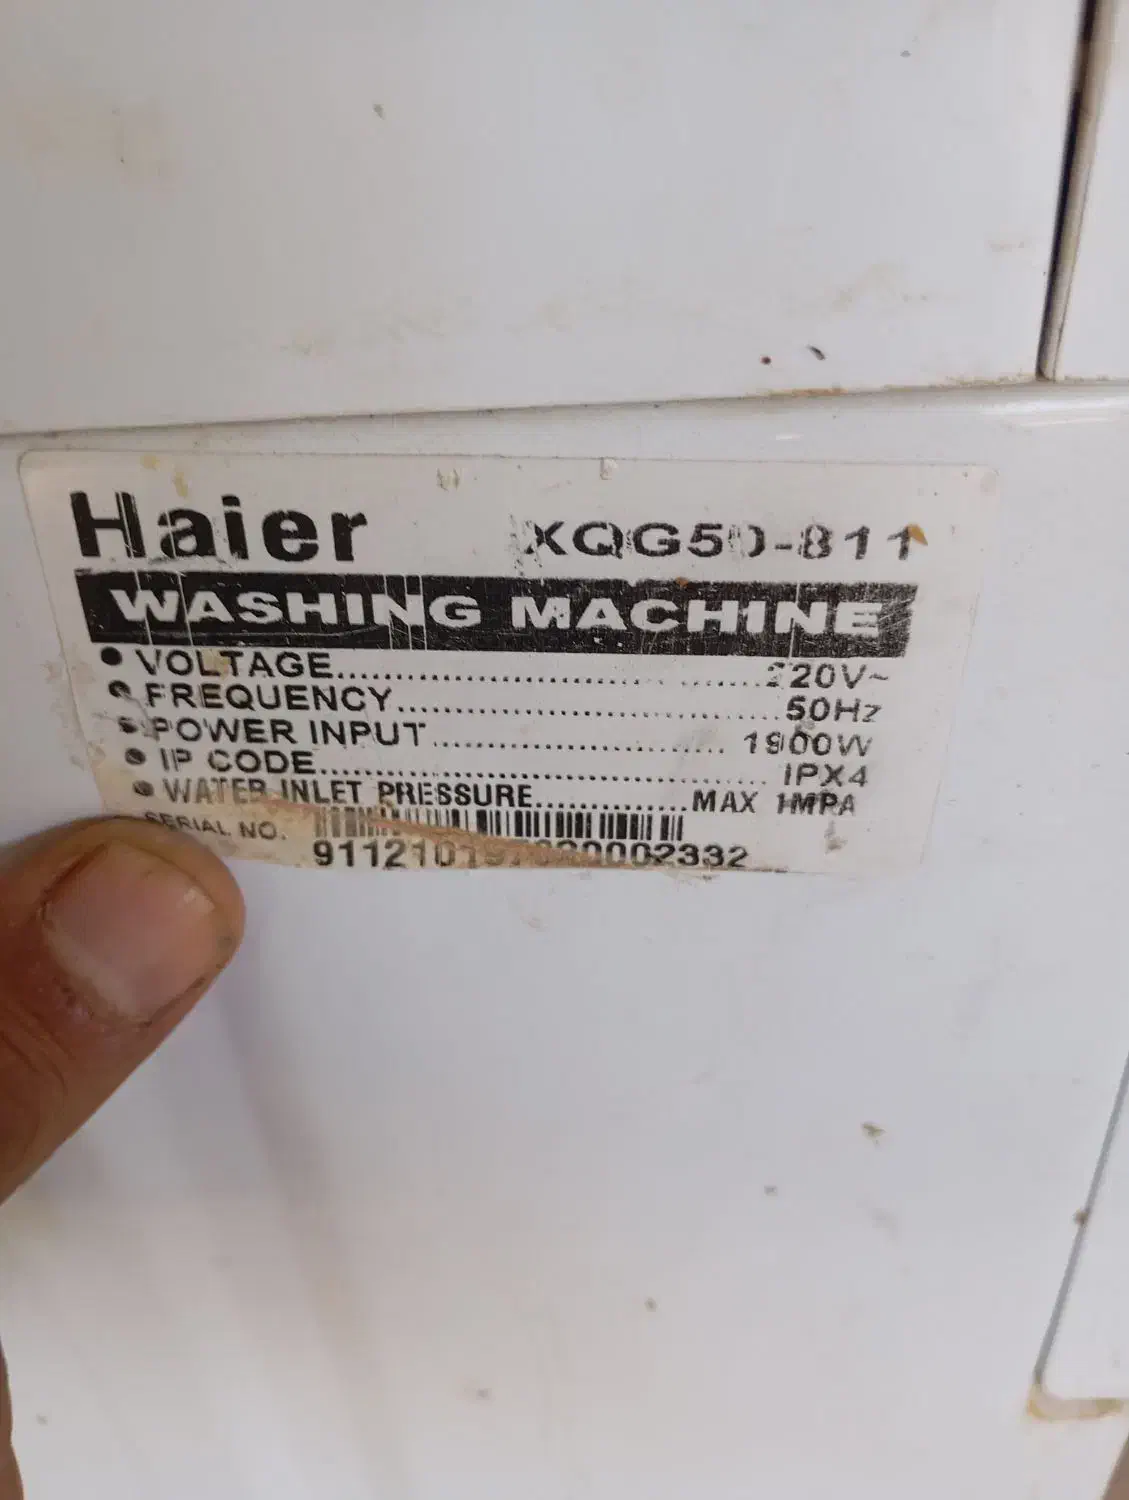 Haier XQG50-811
WASHING MACHINE
● VOLTAGE........................220V~
● FREQUENCY........................50Hz
● POWER INPUT........................1900W
● IP CODE........................IPX4
● WATER INLET PRESSURE..............MAX 1MPA
SERIAL NO.